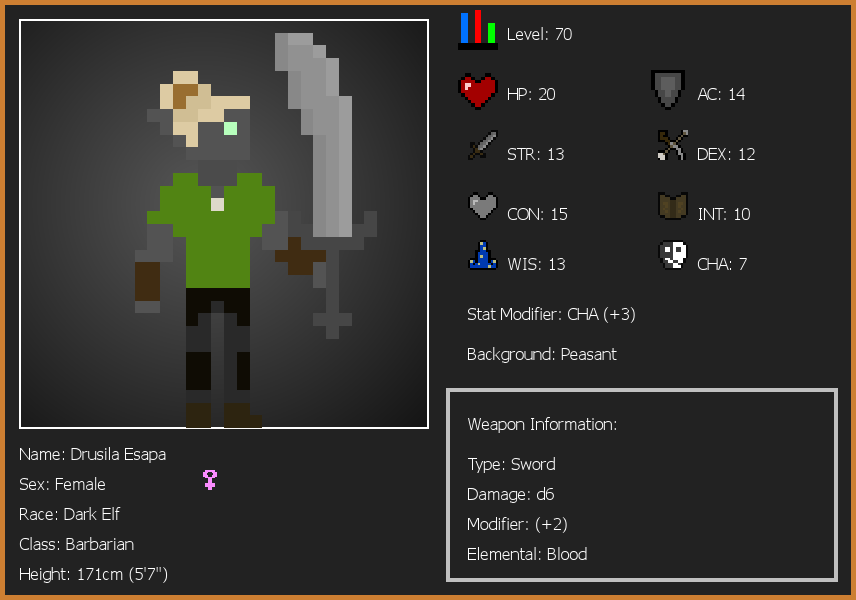 Level: 70
HP: 20
AC: 14
STR: 13
DEX: 12
CON: 15
INT: 10
WIS: 13
CHA: 7
Stat Modifier: CHA (+3)
Background: Peasant
Weapon Information:
Type: Sword
Damage: d6
Modifier: (+2)
Elemental: Blood
Name: Drusila Esapa
Sex: Female
Race: Dark Elf
Class: Barbarian
Height: 171cm (5'7")